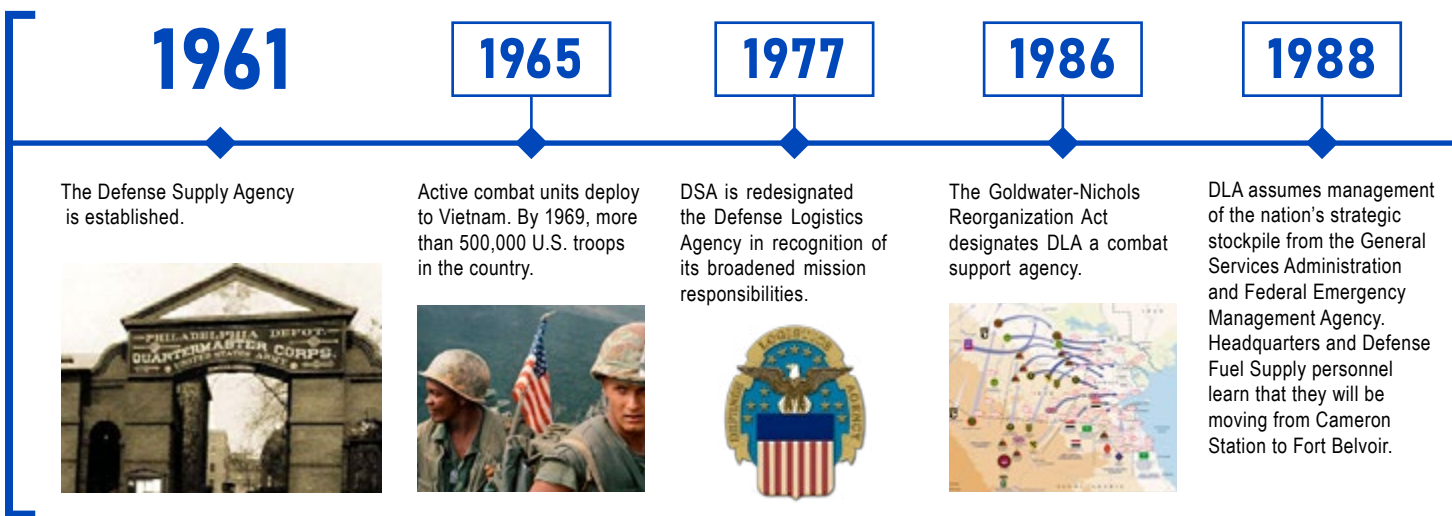 1961
The Defense Supply Agency
is established.
PHILADELPHIA DEPOT.
QUARTERMASTER CORPS.
UNITED STATES ARMY
1965
Active combat units deploy
to Vietnam. By 1969, more
than 500,000 U.S. troops
in the country.
1977
DSA is redesignated
the Defense Logistics
Agency in recognition of
its broadened mission
responsibilities.
DEFENSE LOGISTICS AGENCY
1986
The Goldwater-Nichols
Reorganization Act
designates DLA a combat
support agency.
1988
DLA assumes management
of the nation’s strategic
stockpile from the General
Services Administration
and Federal Emergency
Management Agency.
Headquarters and Defense
Fuel Supply personnel
learn that they will be
moving from Cameron
Station to Fort Belvoir.